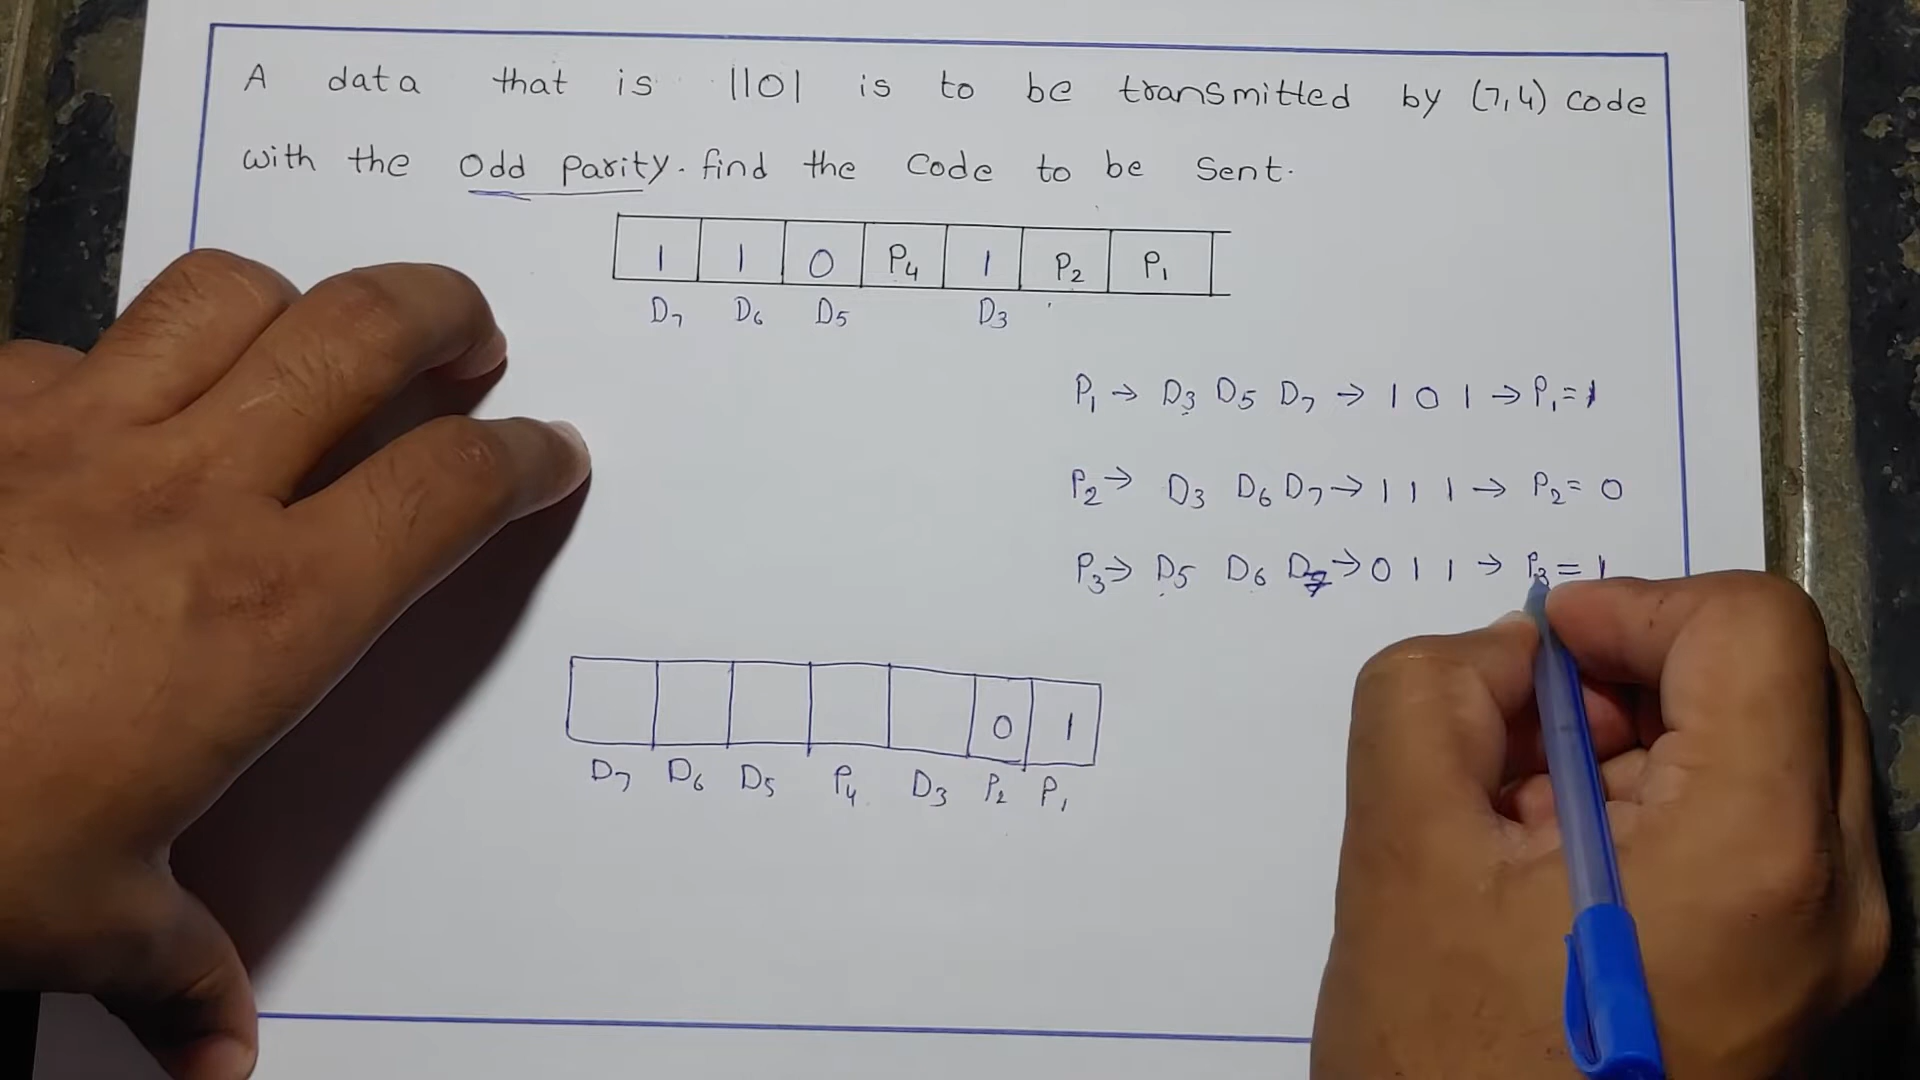 A data that is 1101 is to be transmitted by (7,4) code
with the odd parity. find the code to be sent.
1 1 0 P4 1 P2 P1
D7 D6 D5 D3
P1 → D3 D5 D7 → 1 0 1 → P1 = 1
P2 → D3 D6 D7 → 1 1 1 → P2 = 0
P3 → D5 D6 D7 → 0 1 1 → P3 = 1
0 1
D7 D6 D5 P4 D3 P2 P1